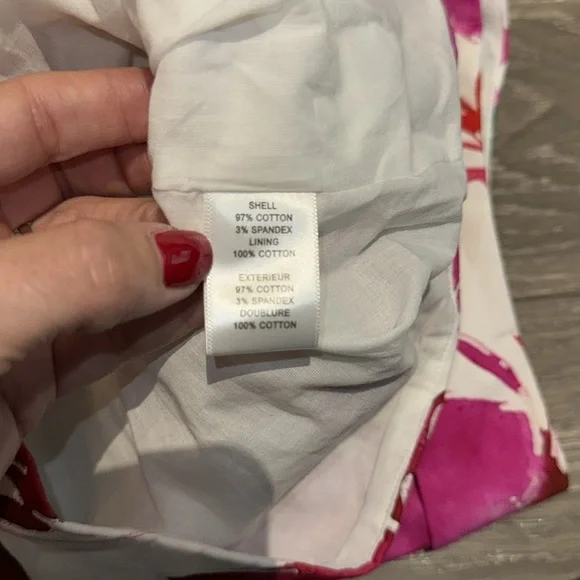 SHELL
97% COTTON
3% SPANDEX
LINING
100% COTTON
EXTERIEUR
97% COTTON
3% SPANDEX
DOUBLURE
100% COTTON